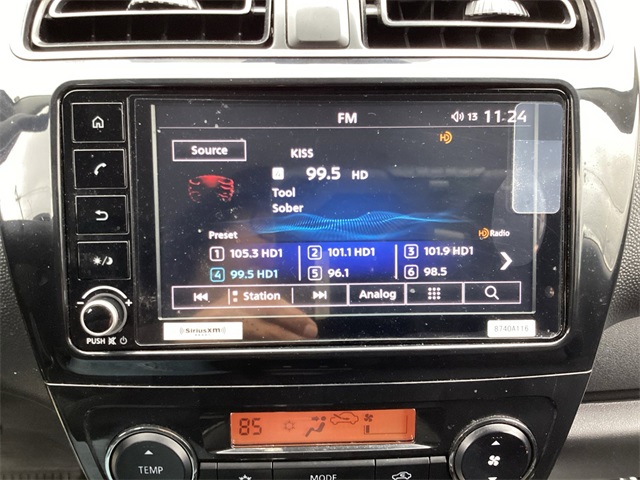 FM
13 11:24
HD
Source
KISS
99.5 HD
Tool
Sober
HD Radio
Preset
1 105.3 HD1 2 101.1 HD1 3 101.9 HD1
4 99.5 HD1 5 96.1 6 98.5
Station Analog
PUSH
SiriusXM
8740A116
85
TEMP
MODE